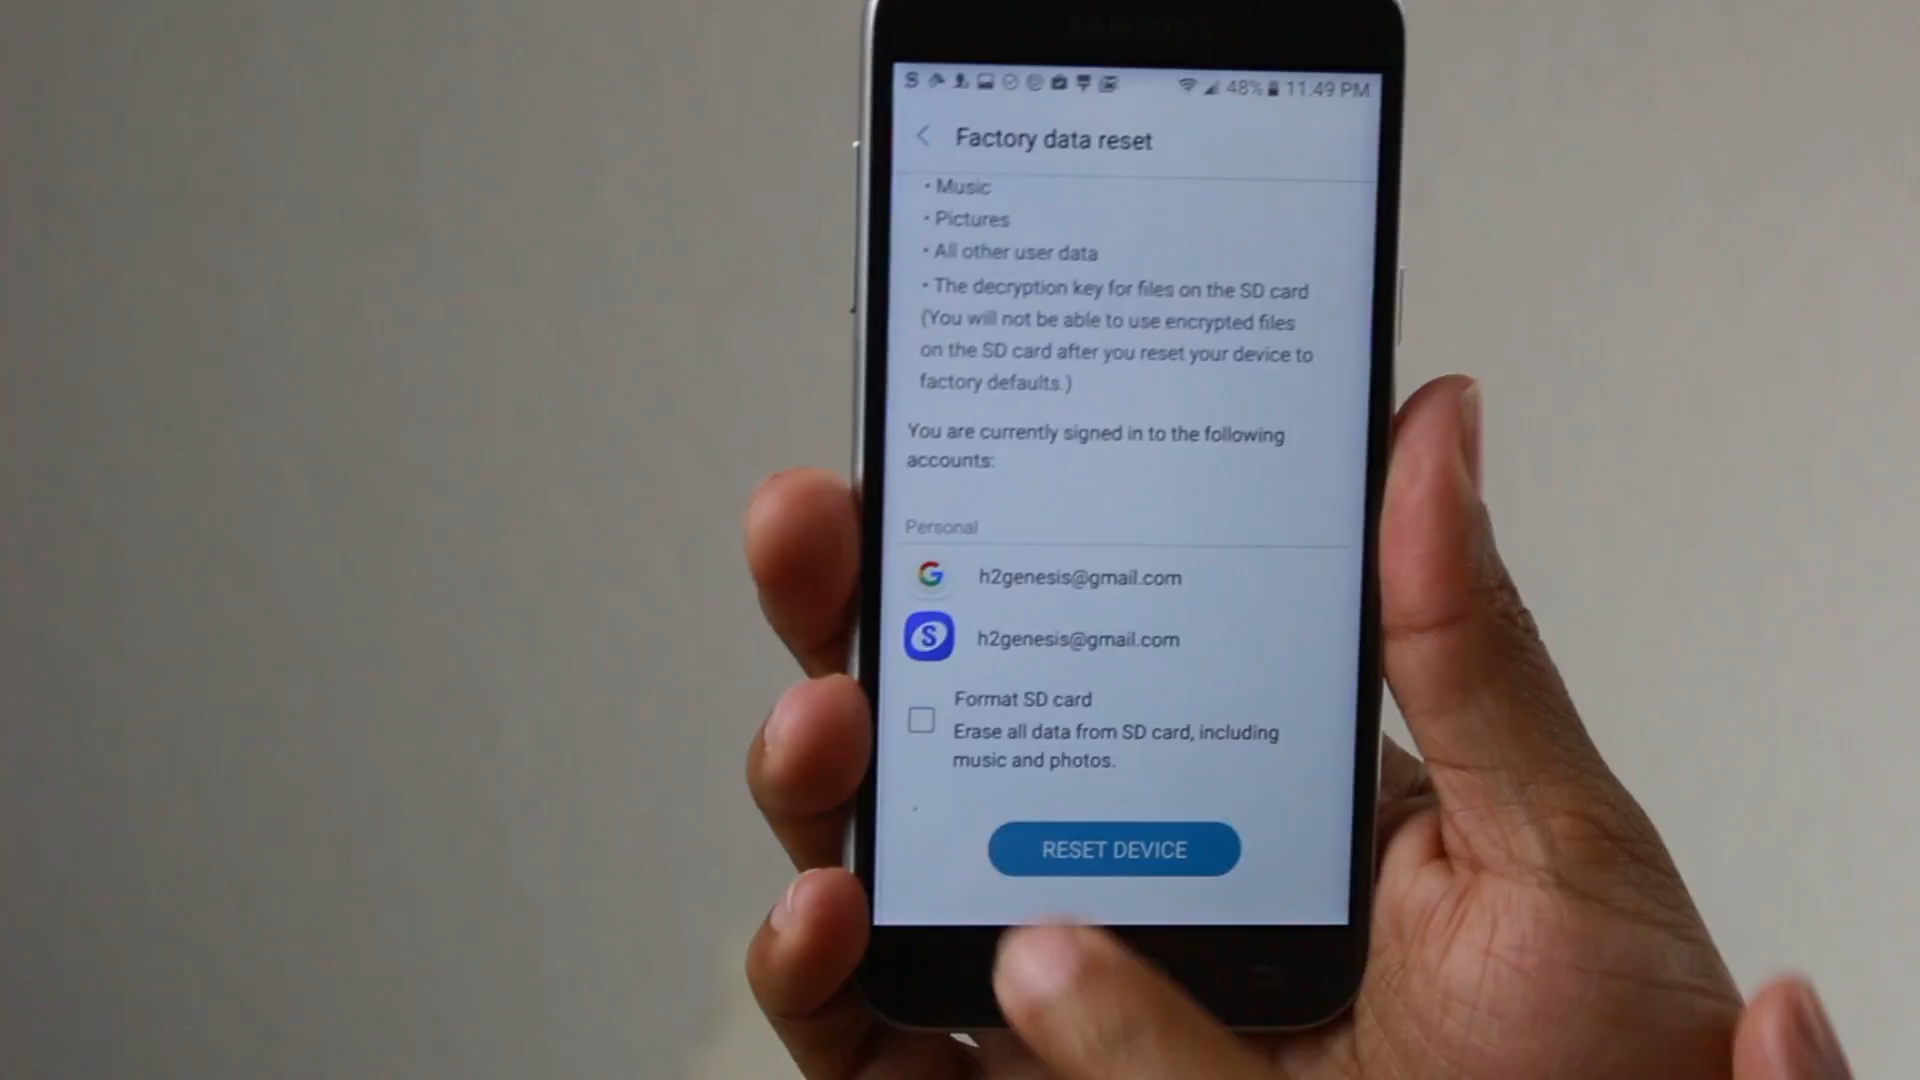 48% 11:49 PM
Factory data reset
• Music
• Pictures
• All other user data
• The decryption key for files on the SD card
(You will not be able to use encrypted files
on the SD card after you reset your device to
factory defaults.)
You are currently signed in to the following
accounts:
Personal
G h2genesis@gmail.com
S h2genesis@gmail.com
Format SD card
Erase all data from SD card, including
music and photos.
RESET DEVICE